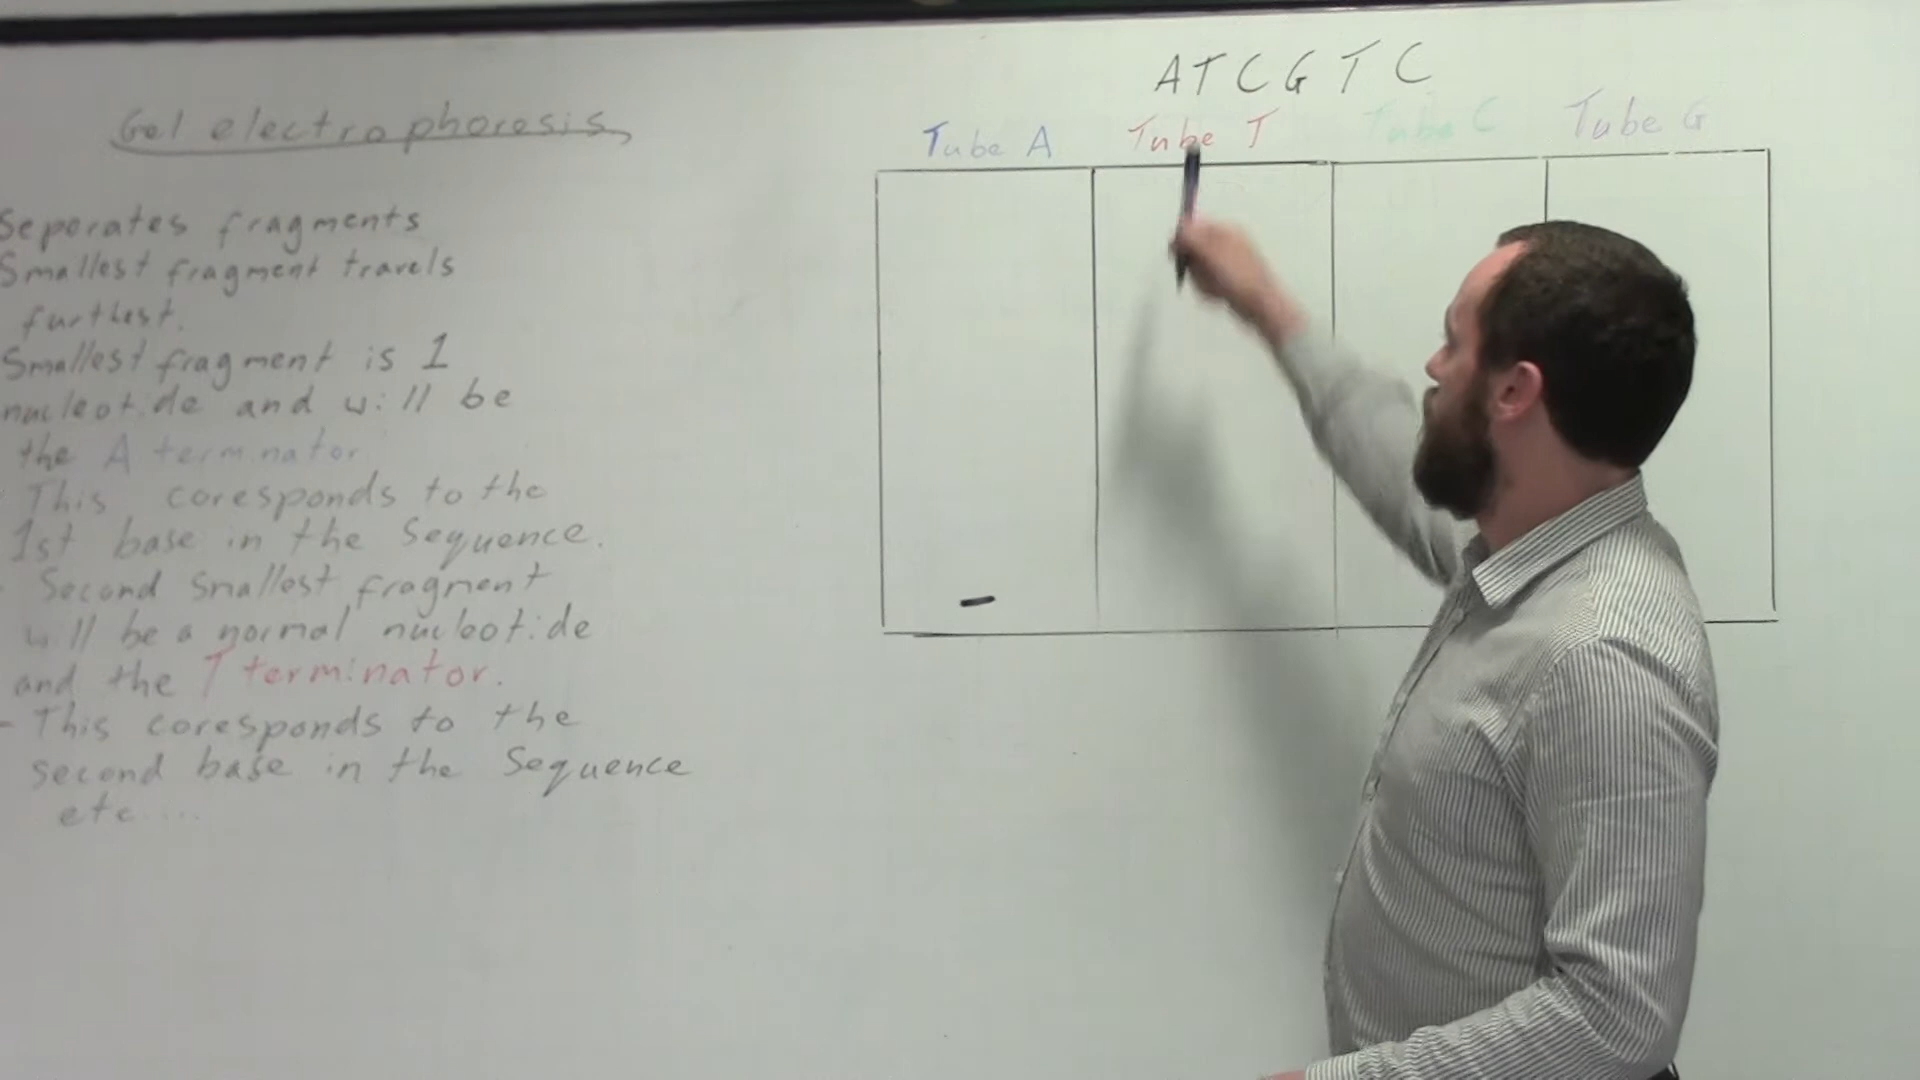 Gel electrophoresis
Seperates fragments
Smallest fragment travels
furthest.
Smallest fragment is 1
nucleotide and will be
the A terminator
This coresponds to the
1st base in the Sequence.
- Second Smallest fragment
will be a normal nucleotide
and the T terminator.
- This coresponds to the
second base in the Sequence
etc....
A T C G T C
Tube A Tube T Tube C Tube G